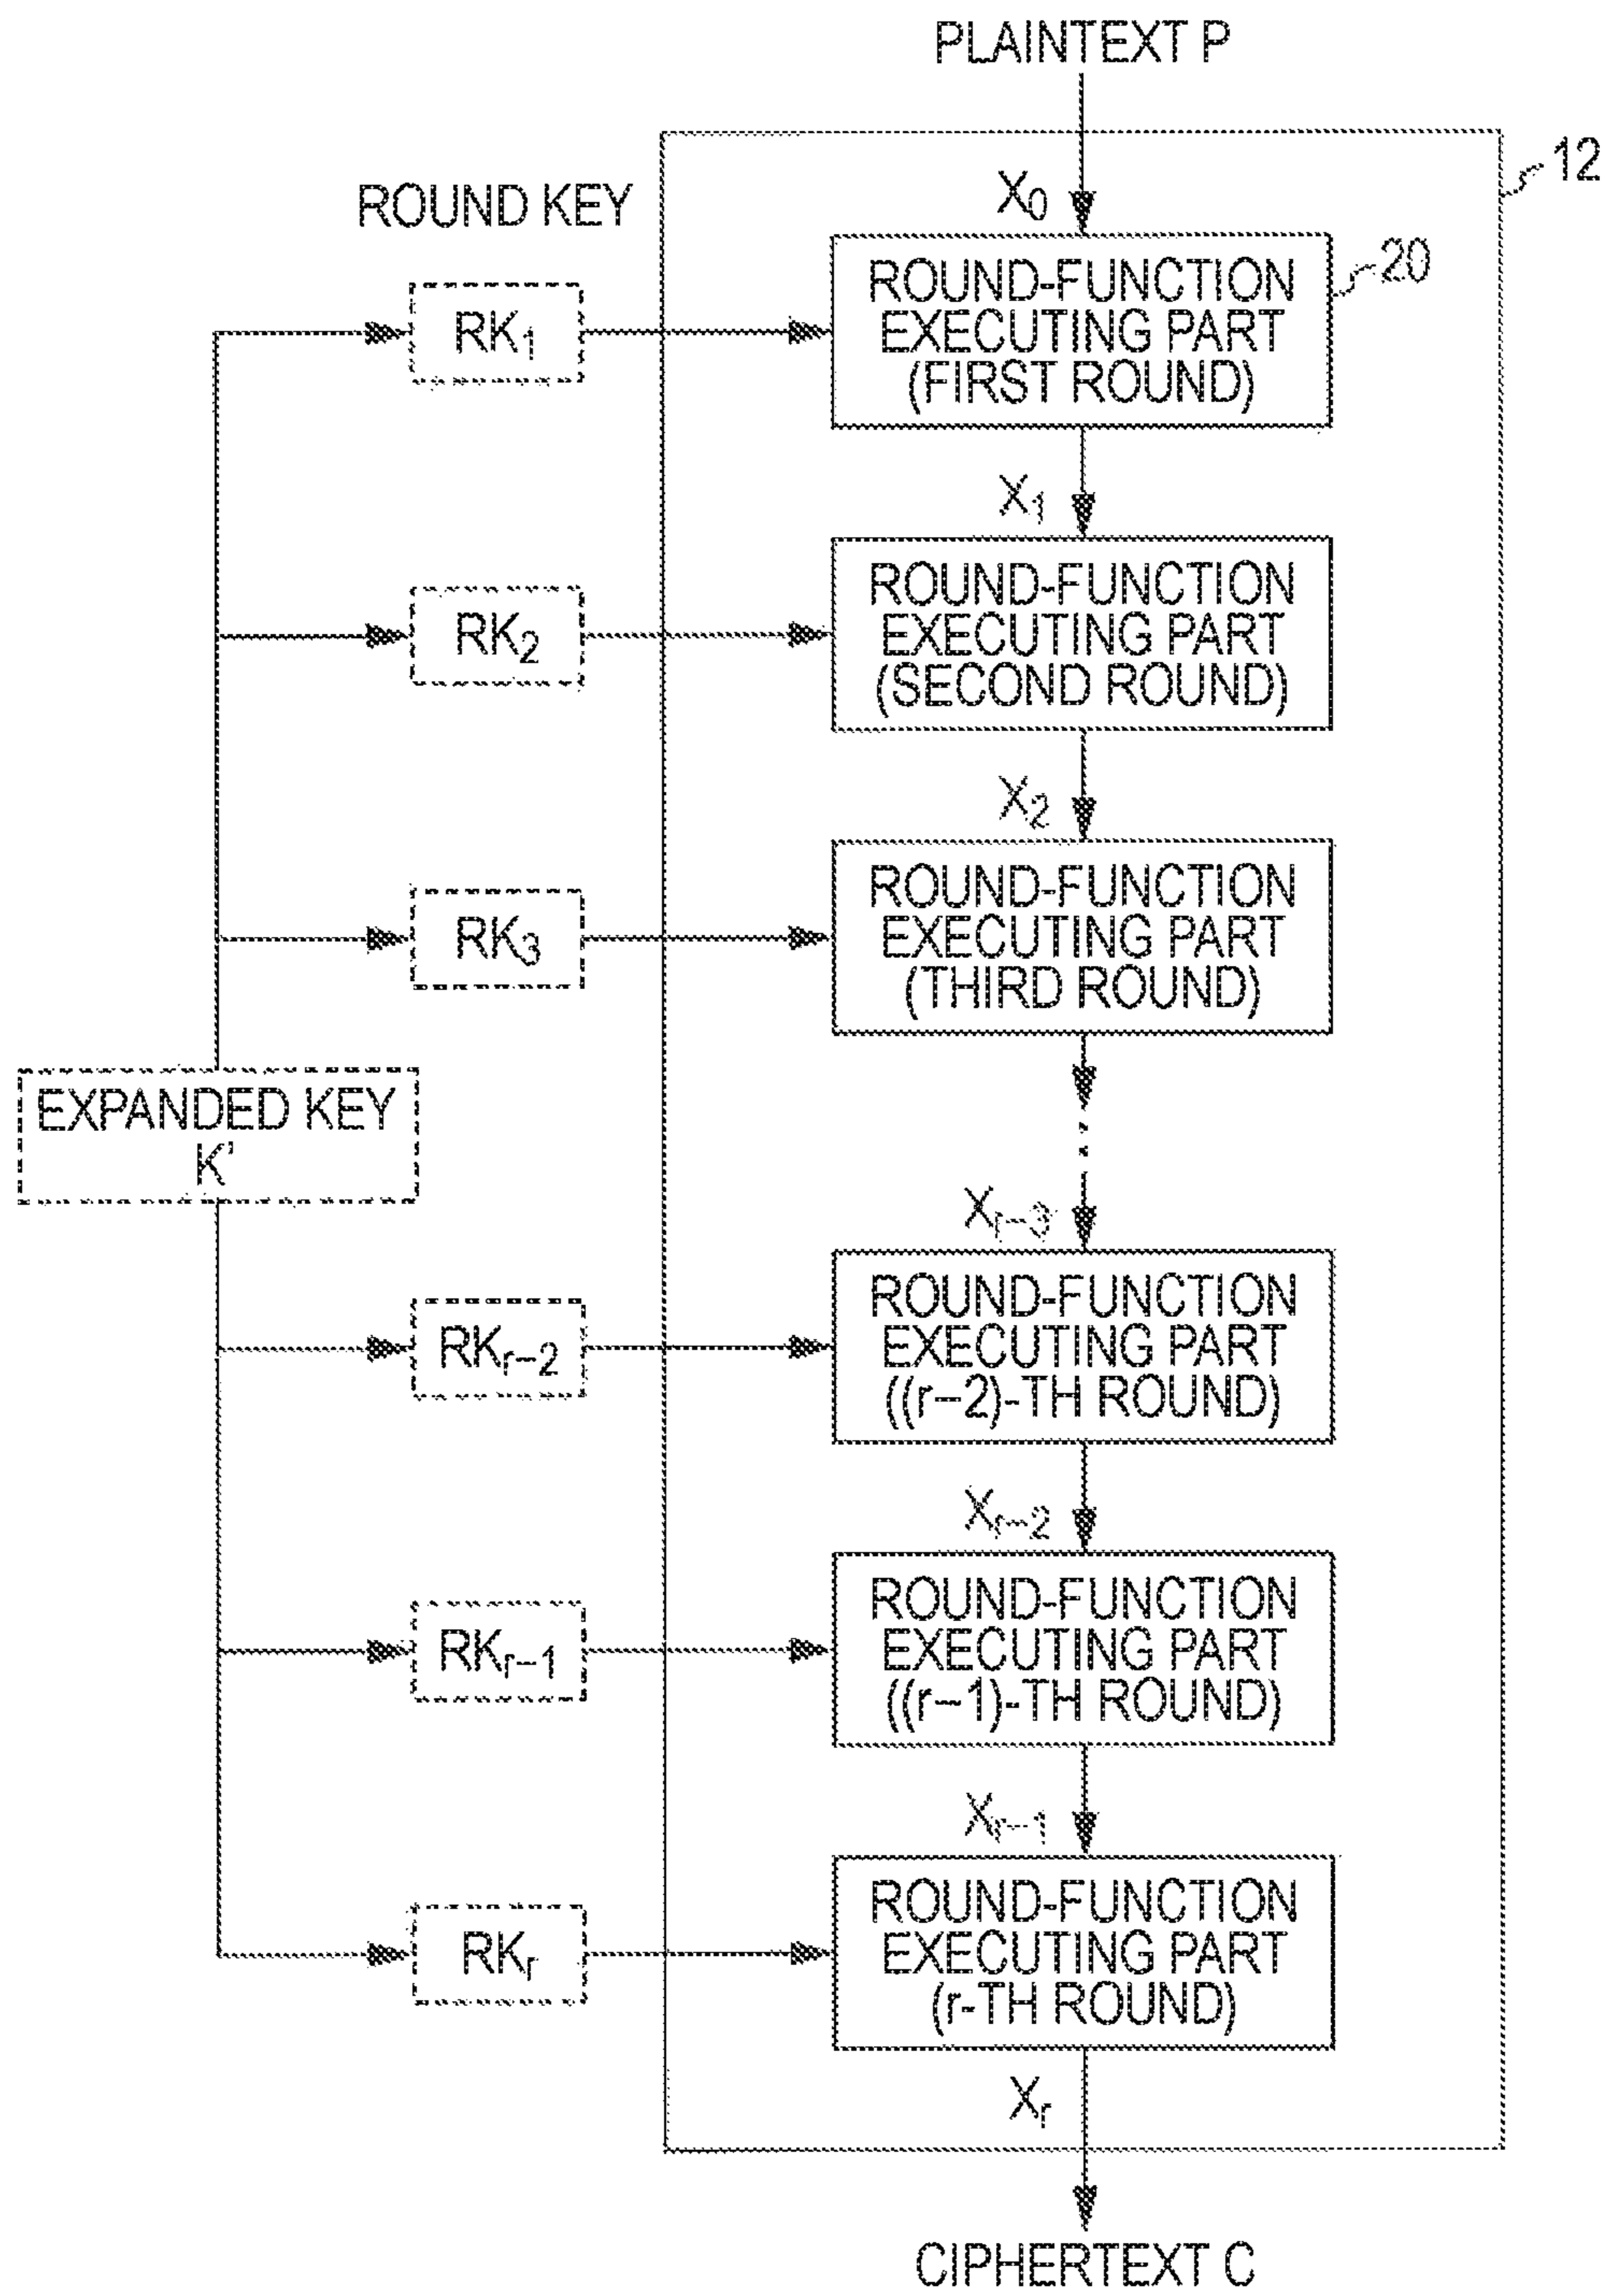 PLAINTEXT P
12
ROUND KEY
X0
20
RK1
ROUND-FUNCTION
EXECUTING PART
(FIRST ROUND)
X1
RK2
ROUND-FUNCTION
EXECUTING PART
(SECOND ROUND)
X2
RK3
ROUND-FUNCTION
EXECUTING PART
(THIRD ROUND)
EXPANDED KEY
K'
Xr-3
RKr-2
ROUND-FUNCTION
EXECUTING PART
((r-2)-TH ROUND)
Xr-2
RKr-1
ROUND-FUNCTION
EXECUTING PART
((r-1)-TH ROUND)
Xr-1
RKr
ROUND-FUNCTION
EXECUTING PART
(r-TH ROUND)
Xr
CIPHERTEXT C